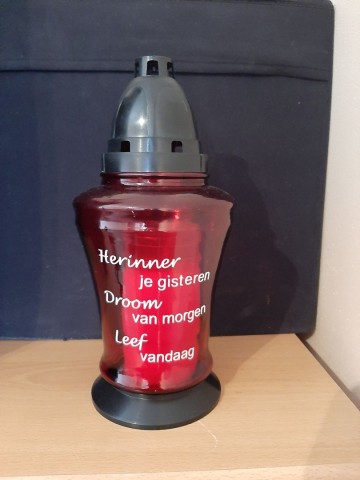 Herinner
je gisteren
Droom
van morgen
Leef
vandaag